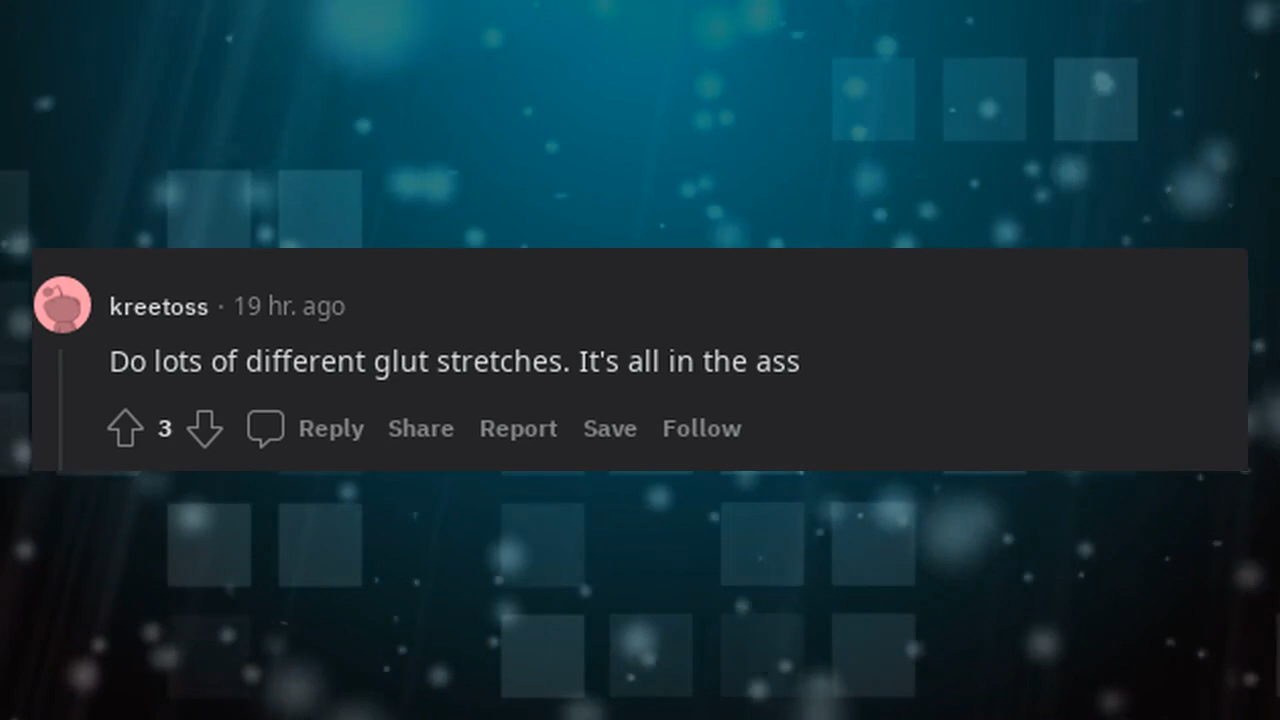 kreetoss · 19 hr. ago
Do lots of different glut stretches. It's all in the ass
3 Reply Share Report Save Follow